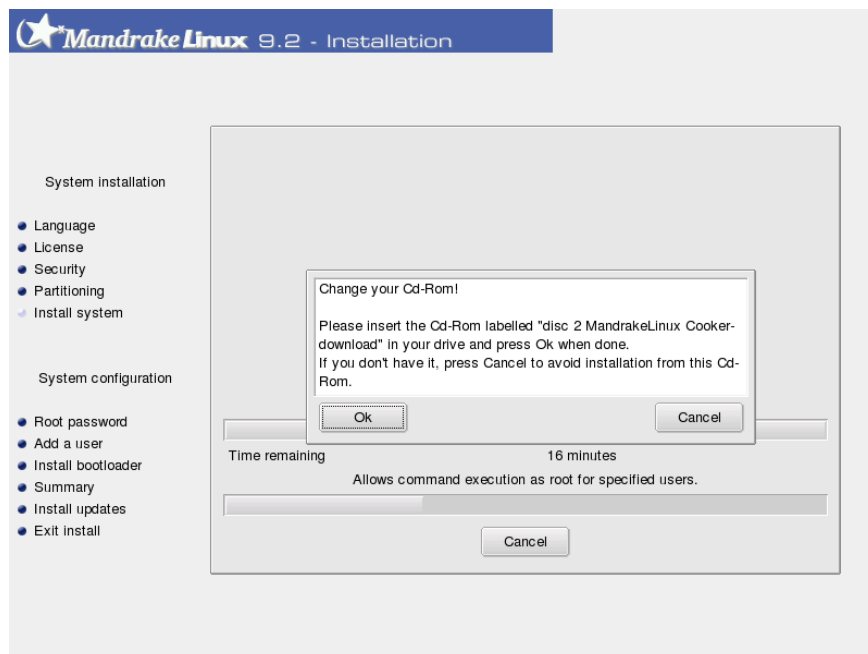 Mandrake Linux 9.2 - Installation
System installation
Language
License
Security
Partitioning
Install system
System configuration
Root password
Add a user
Install bootloader
Summary
Install updates
Exit install
Change your Cd-Rom!
Please insert the Cd-Rom labelled "disc 2 MandrakeLinux Cooker-
download" in your drive and press Ok when done.
If you don't have it, press Cancel to avoid installation from this Cd-
Rom.
Ok
Cancel
Time remaining 16 minutes
Allows command execution as root for specified users.
Cancel